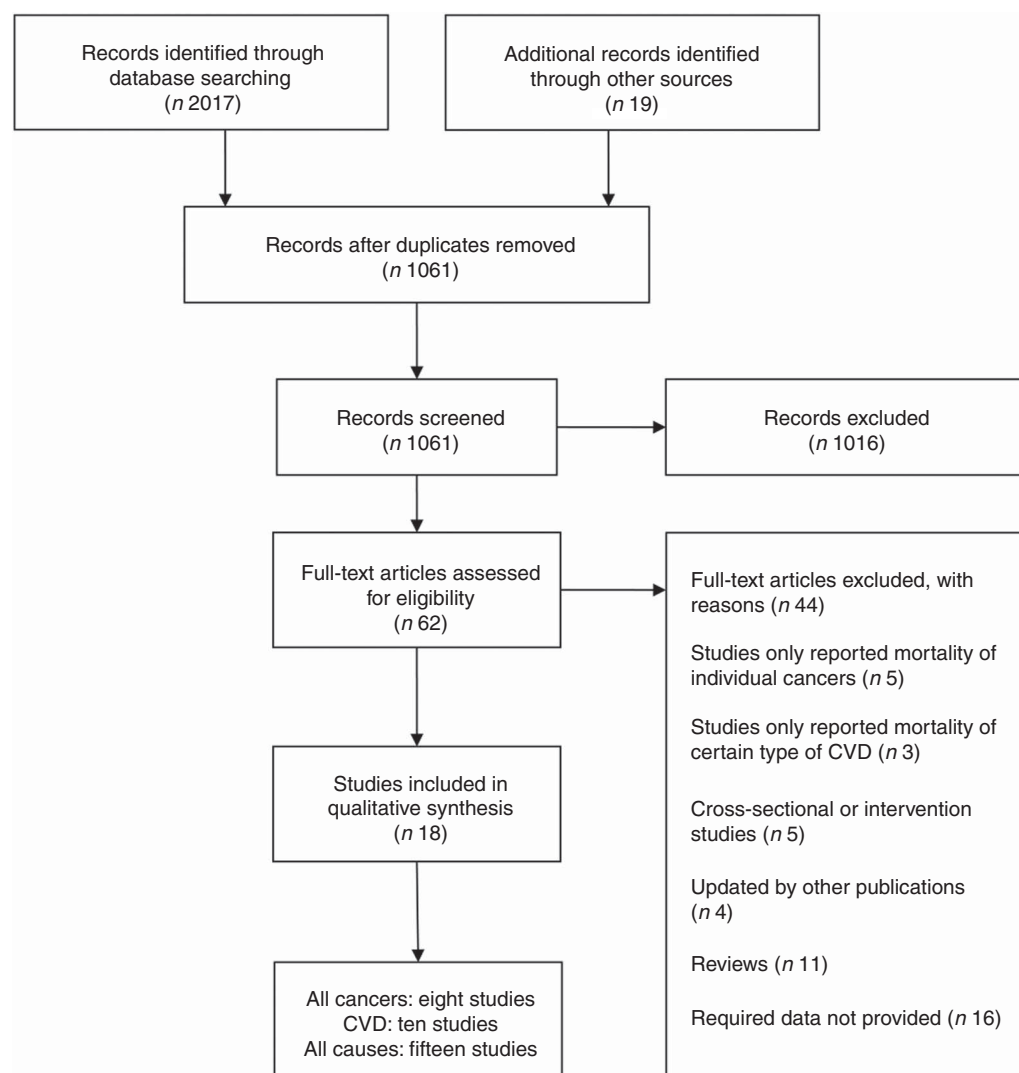 Records identified through
database searching
(n 2017)
Additional records identified
through other sources
(n 19)
Records after duplicates removed
(n 1061)
Records screened
(n 1061)
Records excluded
(n 1016)
Full-text articles assessed
for eligibility
(n 62)
Full-text articles excluded, with
reasons (n 44)
Studies only reported mortality of
individual cancers (n 5)
Studies only reported mortality of
certain type of CVD (n 3)
Cross-sectional or intervention
studies (n 5)
Updated by other publications
(n 4)
Reviews (n 11)
Required data not provided (n 16)
Studies included in
qualitative synthesis
(n 18)
All cancers: eight studies
CVD: ten studies
All causes: fifteen studies